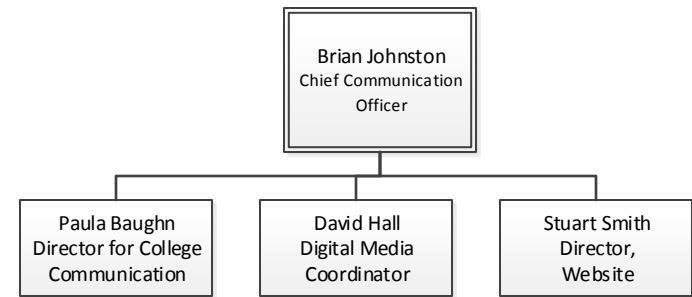 Brian Johnston
Chief Communication
Officer
Paula Baughn
Director for College
Communication
David Hall
Digital Media
Coordinator
Stuart Smith
Director,
Website